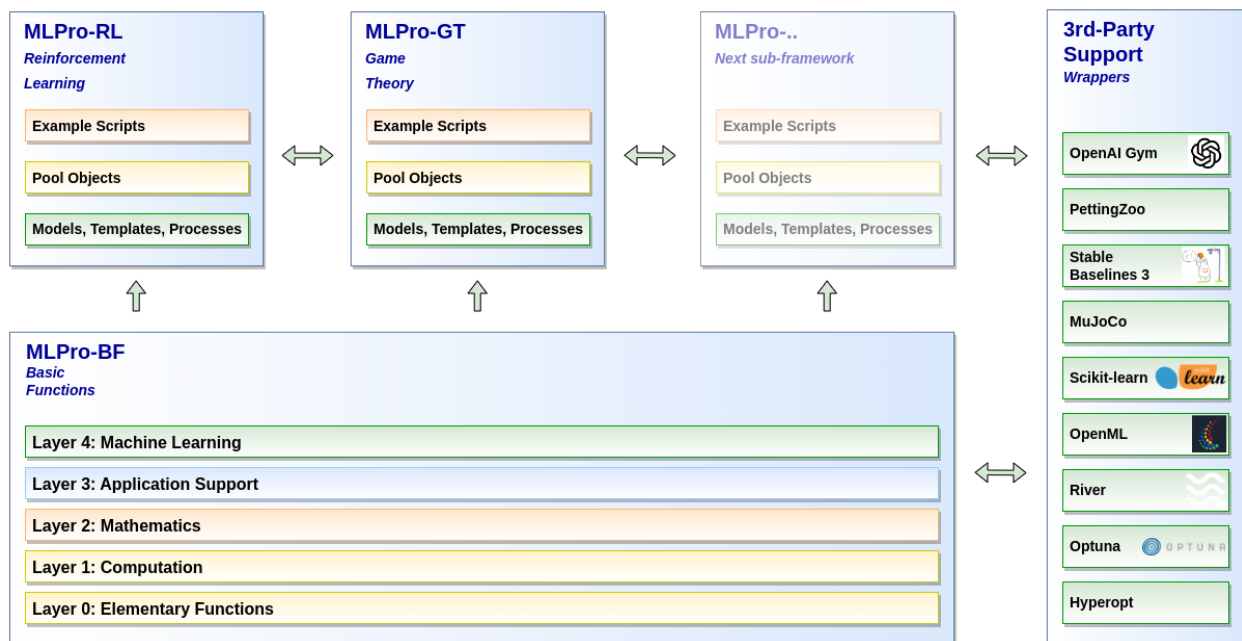 MLPro-RL
Reinforcement
Learning
Example Scripts
Pool Objects
Models, Templates, Processes
MLPro-GT
Game
Theory
Example Scripts
Pool Objects
Models, Templates, Processes
MLPro-..
Next sub-framework
Example Scripts
Pool Objects
Models, Templates, Processes
MLPro-BF
Basic
Functions
Layer 4: Machine Learning
Layer 3: Application Support
Layer 2: Mathematics
Layer 1: Computation
Layer 0: Elementary Functions
3rd-Party
Support
Wrappers
OpenAI Gym
PettingZoo
Stable
Baselines 3
MuJoCo
Scikit-learn
scikit
learn
OpenML
River
Optuna
OPTUNA
Hyperopt